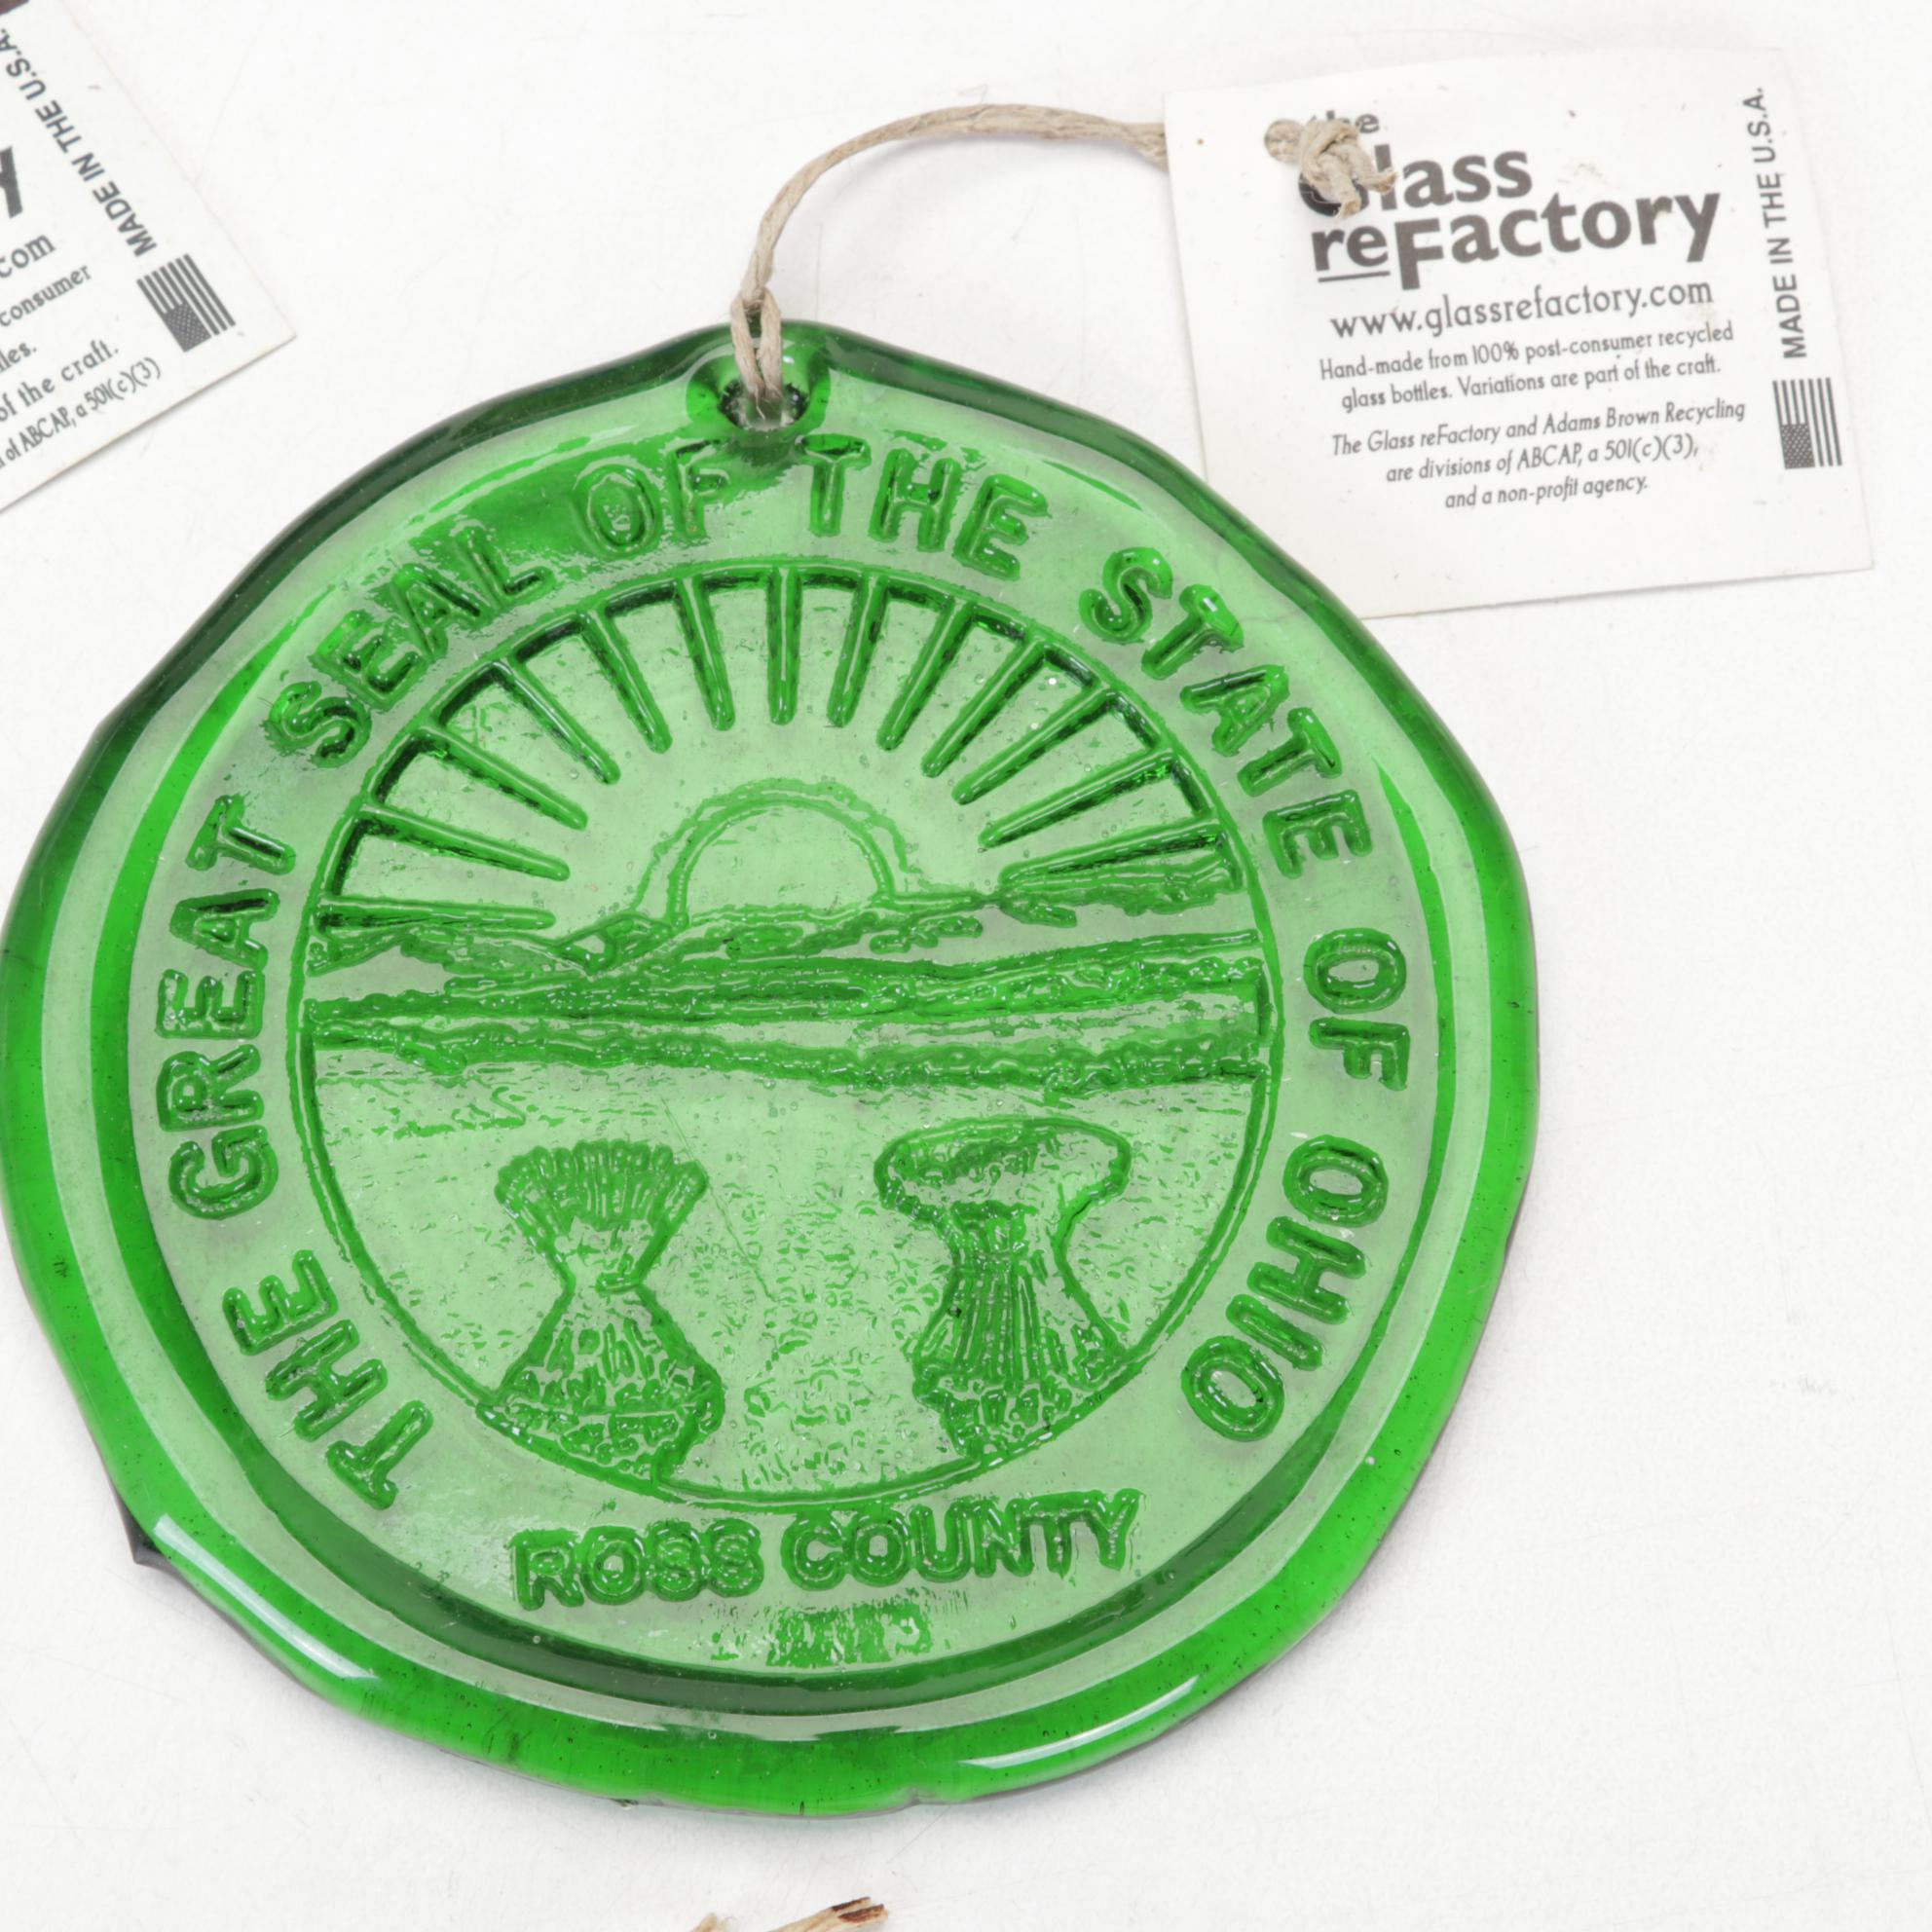 MADE IN THE U.S.A.
com
consumer
of the craft.
of ABCAP, a 501(c)(3)
the
Glass
reFactory
www.glassrefactory.com
Hand-made from 100% post-consumer recycled
glass bottles. Variations are part of the craft.
The Glass reFactory and Adams Brown Recycling
are divisions of ABCAP, a 501(c)(3),
and a non-profit agency.
MADE IN THE U.S.A.
THE GREAT SEAL OF THE STATE OF OHIO
ROSS COUNTY